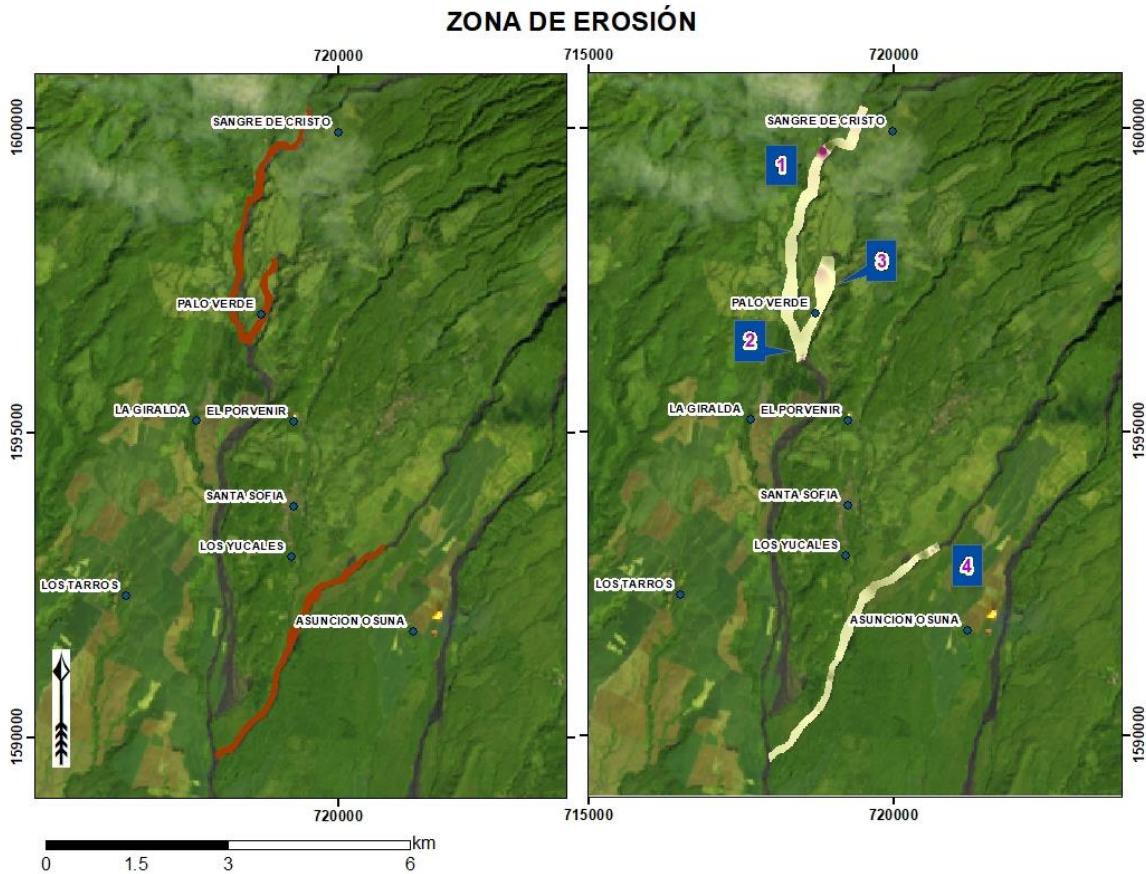 ZONA DE EROSIÓN
720000
715000
720000
1600000
SANGRE DE CRISTO
PALO VERDE
LA GIRALDA
EL PORVENIR
1595000
SANTA SOFIA
LOS YUCALES
LOS TARROS
ASUNCION OSUNA
1590000
720000
SANGRE DE CRISTO
1
1600000
3
PALO VERDE
2
LA GIRALDA
EL PORVENIR
1595000
SANTA SOFIA
LOS YUCALES
4
LOS TARROS
ASUNCION OSUNA
1590000
715000
720000
km
0
1.5
3
6